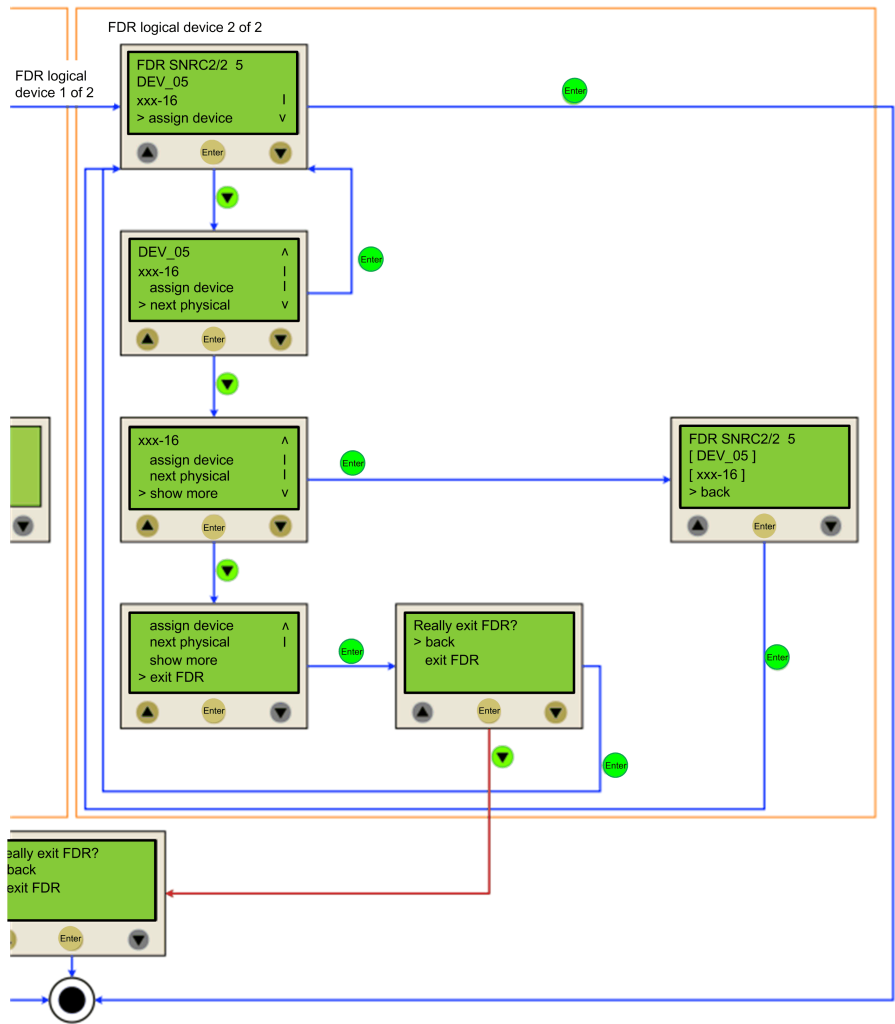 FDR logical device 2 of 2
FDR logical
device 1 of 2
FDR SNRC2/2 5
DEV_05
xxx-16 I
> assign device v
Enter
Enter
DEV_05 ^
xxx-16 I
assign device I
> next physical v
Enter
Enter
xxx-16 ^
assign device I
next physical I
> show more v
Enter
Enter
FDR SNRC2/2 5
[ DEV_05 ]
[ xxx-16 ]
> back
Enter
Enter
assign device ^
next physical I
show more
> exit FDR
Enter
Enter
Really exit FDR?
> back
exit FDR
Enter
Enter
eally exit FDR?
back
exit FDR
Enter